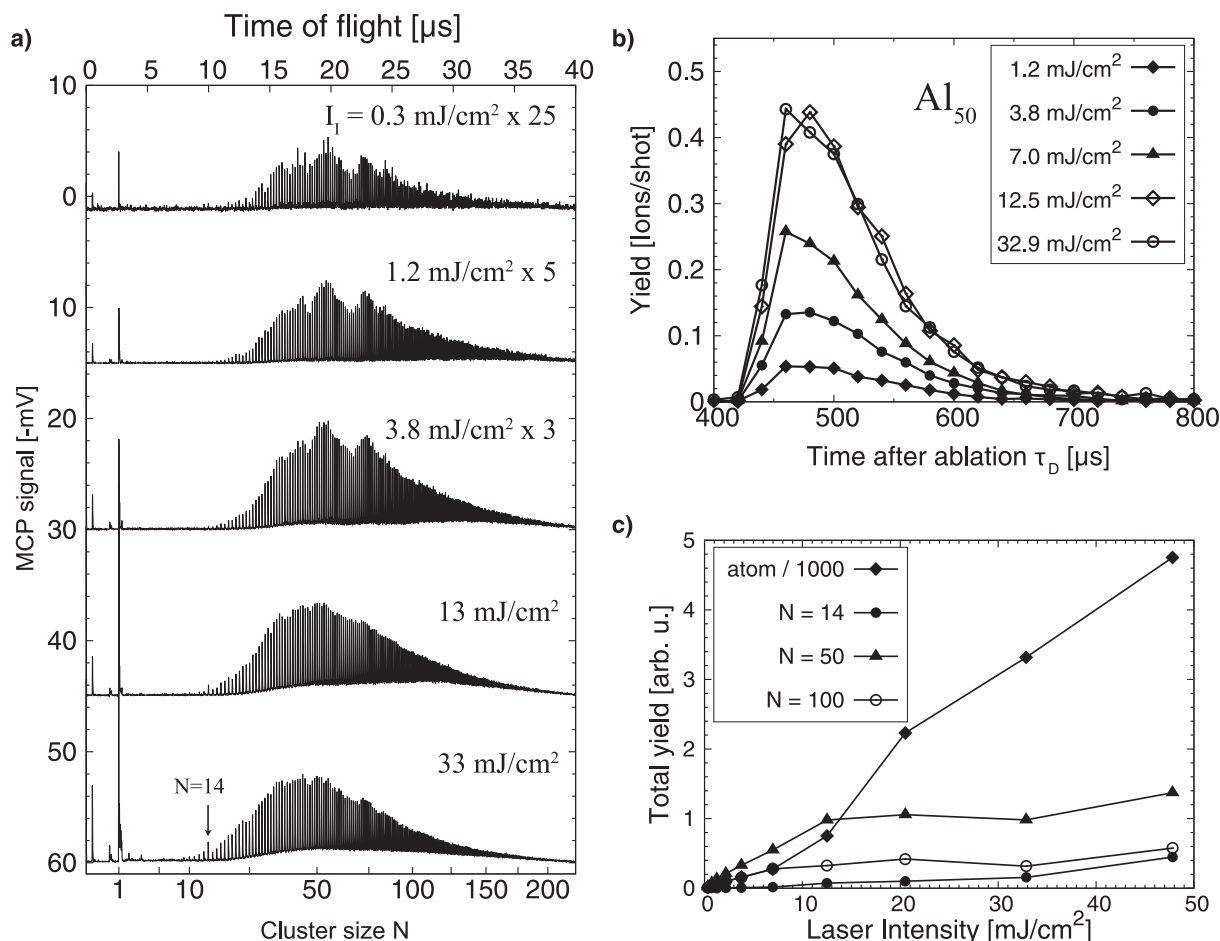 a)
Time of flight [µs]
0 5 10 15 20 25 30 35 40
10
I_I = 0.3 mJ/cm² x 25
0
1.2 mJ/cm² x 5
10
3.8 mJ/cm² x 3
20
30
13 mJ/cm²
40
33 mJ/cm²
50
N=14
60
MCP signal [-mV]
1 10 50 100 150 200
Cluster size N
b)
Al₅₀
1.2 mJ/cm²
3.8 mJ/cm²
7.0 mJ/cm²
12.5 mJ/cm²
32.9 mJ/cm²
0.5
0.4
0.3
0.2
0.1
0
Yield [Ions/shot]
400 500 600 700 800
Time after ablation τ_D [µs]
c)
atom / 1000
N = 14
N = 50
N = 100
5
4
3
2
1
0
Total yield [arb. u.]
0 10 20 30 40 50
Laser Intensity [mJ/cm²]